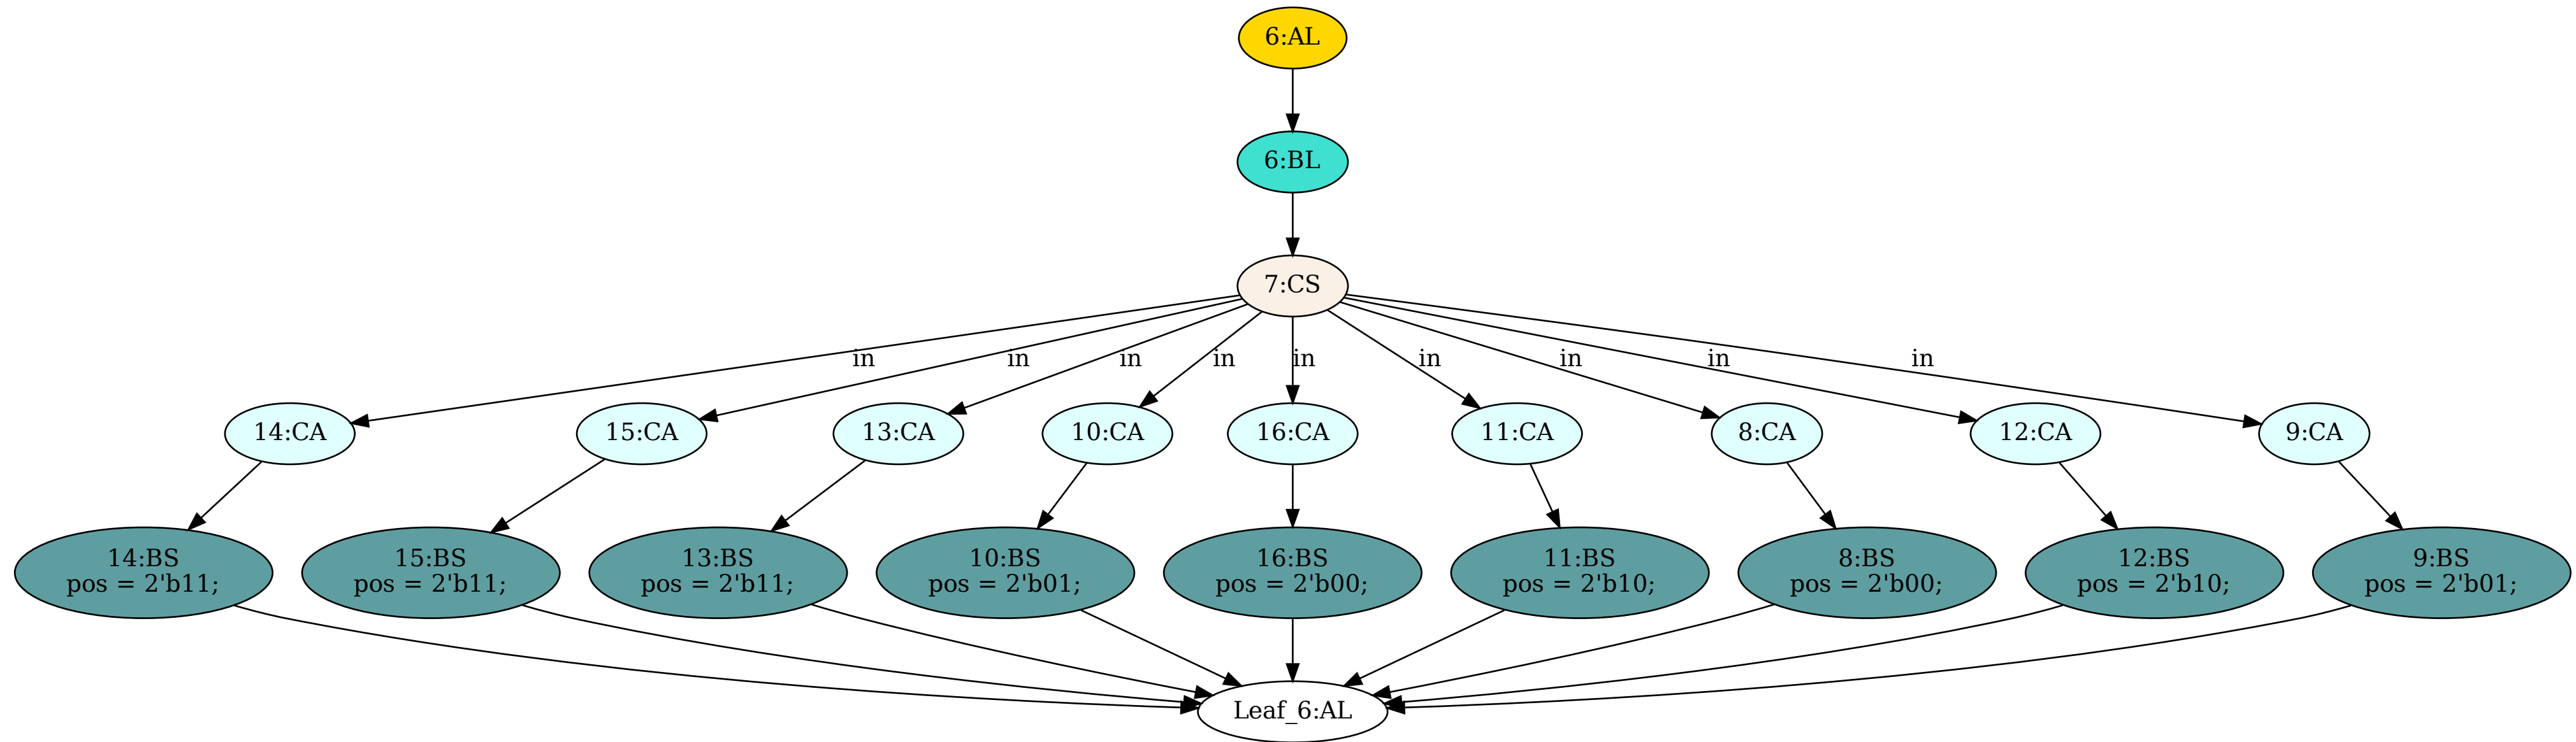 6:AL
6:BL
7:CS
in
in
in
in
in
in
in
in
in
14:CA
15:CA
13:CA
10:CA
16:CA
11:CA
8:CA
12:CA
9:CA
14:BS
pos = 2'b11;
15:BS
pos = 2'b11;
13:BS
pos = 2'b11;
10:BS
pos = 2'b01;
16:BS
pos = 2'b00;
11:BS
pos = 2'b10;
8:BS
pos = 2'b00;
12:BS
pos = 2'b10;
9:BS
pos = 2'b01;
Leaf_6:AL